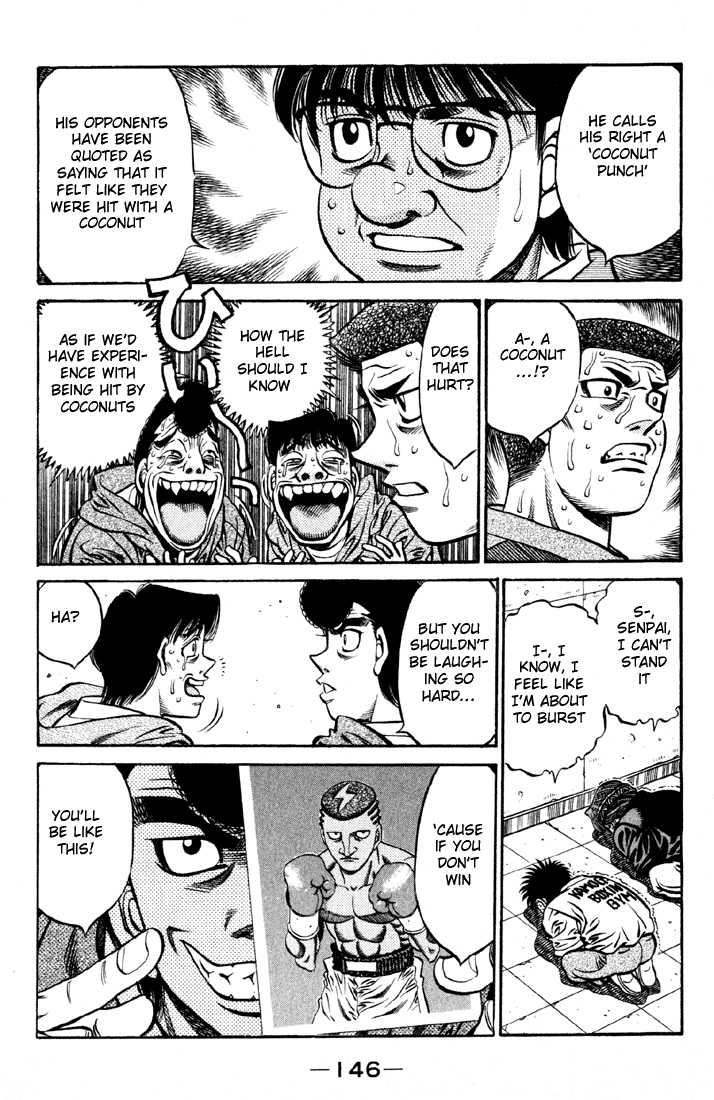 HE CALLS
HIS RIGHT A
‘COCONUT
PUNCH’
HIS OPPONENTS
HAVE BEEN
QUOTED AS
SAYING THAT IT
FELT LIKE THEY
WERE HIT WITH A
COCONUT
A-, A
COCONUT
...!?
DOES
THAT
HURT?
HOW THE
HELL
SHOULD I
KNOW
AS IF WE'D
HAVE EXPERI-
ENCE WITH
BEING HIT BY
COCONUTS
S-,
SENPAI,
I CAN'T
STAND
IT
I-, I
KNOW, I
FEEL LIKE
I'M ABOUT
TO BURST
BUT YOU
SHOULDN'T
BE LAUGH-
ING SO
HARD...
HA?
‘CAUSE
IF YOU
DON'T
WIN
YOU'LL
BE LIKE
THIS!
—146—